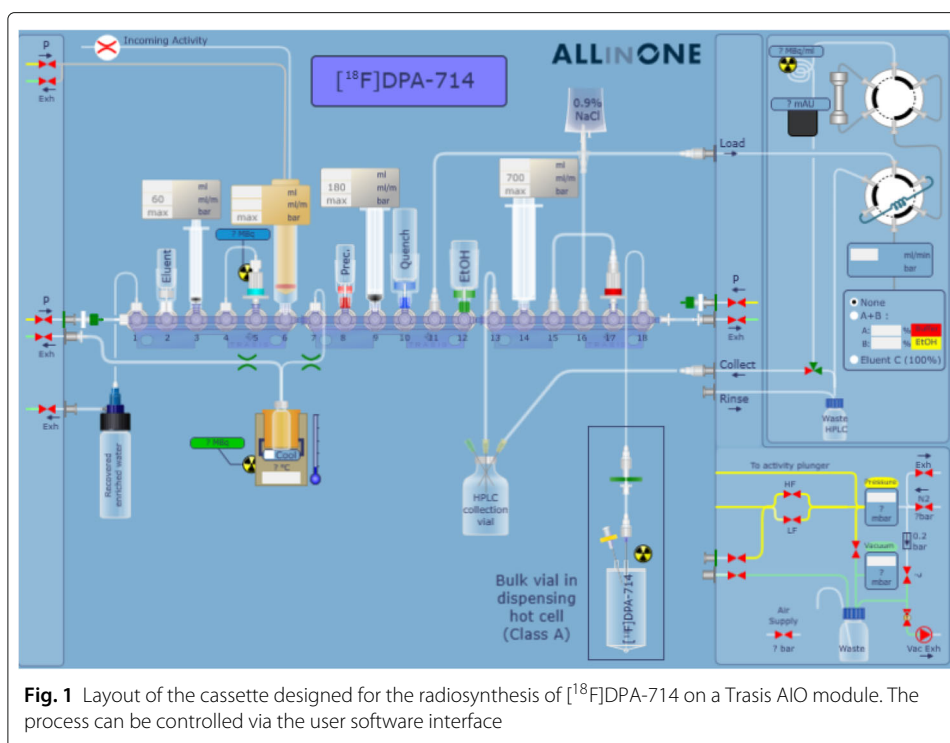 P
Incoming Activity
Exh
[¹⁸F]DPA-714
ALLINONE
0.9%
NaCl
? MBq/ml
? mAU
Load
60
max
ml
ml/m
bar
max
ml
ml/m
bar
180
max
ml
ml/m
bar
700
max
ml
ml/m
bar
? MBq
Eluent
Prec.
Quench
EtOH
ml/min
bar
None
A+B :
A: %
B: % EtOH
Eluent C (100%)
P
Exh
P
Exh
1 2 3 4 5 6 7 8 9 10 11 12 13 14 15 16 17 18
Collect
Rinse
Waste
HPLC
Exh
Recovered
enriched water
? MBq
Cool
? °C
HPLC
collection
vial
Bulk vial in
dispensing
hot cell
(Class A)
[¹⁸F]DPA-714
To activity plunger
HF
LF
Pressure
?
mbar
Exh
N2
?bar
0.2
bar
Vacuum
?
mbar
?
Air
Supply
? bar
Waste
Vac Exh
Fig. 1 Layout of the cassette designed for the radiosynthesis of [¹⁸F]DPA-714 on a Trasis AIO module. The
process can be controlled via the user software interface